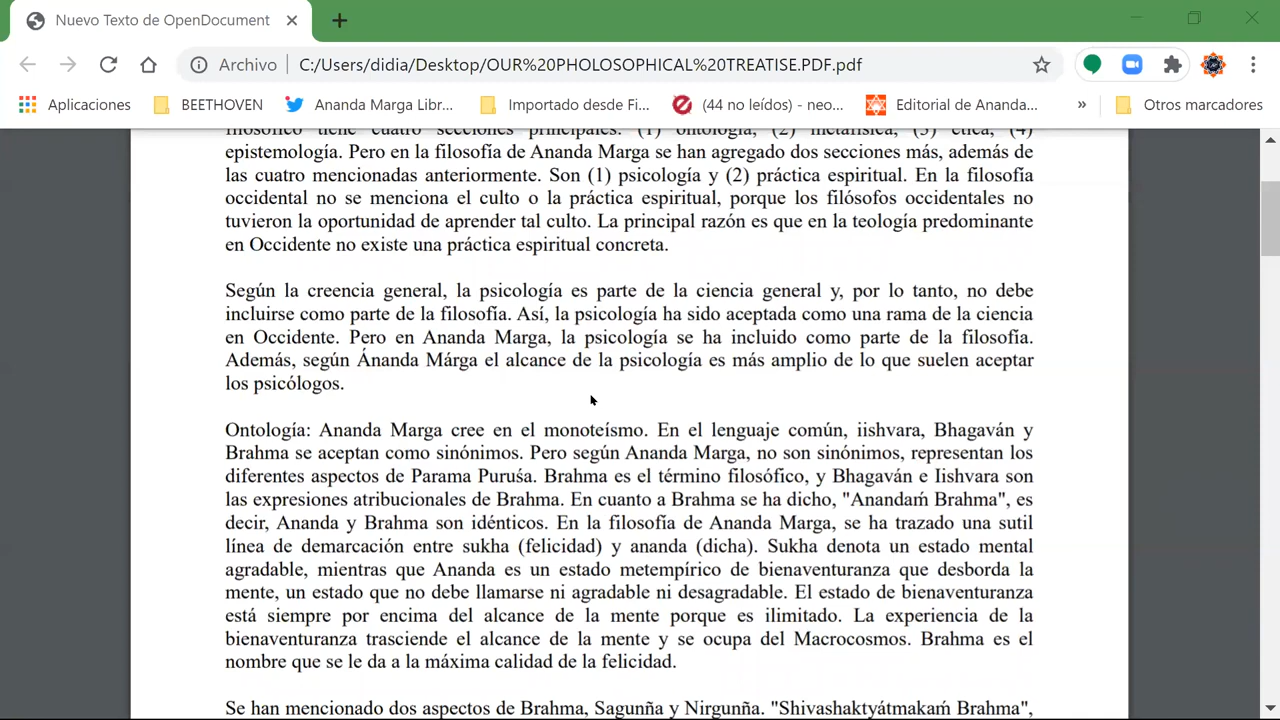 Nuevo Texto de OpenDocument
Archivo C:/Users/didia/Desktop/OUR%20PHOLOSOPHICAL%20TREATISE.PDF.pdf
Aplicaciones BEETHOVEN Ananda Marga Libr... Importado desde Fi... (44 no leídos) - neo... Editorial de Ananda... » Otros marcadores
filosófico tiene cuatro secciones principales: (1) ontología, (2) metafísica, (3) ética, (4)
epistemología. Pero en la filosofía de Ananda Marga se han agregado dos secciones más, además de
las cuatro mencionadas anteriormente. Son (1) psicología y (2) práctica espiritual. En la filosofía
occidental no se menciona el culto o la práctica espiritual, porque los filósofos occidentales no
tuvieron la oportunidad de aprender tal culto. La principal razón es que en la teología predominante
en Occidente no existe una práctica espiritual concreta.
Según la creencia general, la psicología es parte de la ciencia general y, por lo tanto, no debe
incluirse como parte de la filosofía. Así, la psicología ha sido aceptada como una rama de la ciencia
en Occidente. Pero en Ananda Marga, la psicología se ha incluido como parte de la filosofía.
Además, según Ánanda Márga el alcance de la psicología es más amplio de lo que suelen aceptar
los psicólogos.
Ontología: Ananda Marga cree en el monoteísmo. En el lenguaje común, iishvara, Bhagaván y
Brahma se aceptan como sinónimos. Pero según Ananda Marga, no son sinónimos, representan los
diferentes aspectos de Parama Puruśa. Brahma es el término filosófico, y Bhagaván e Iishvara son
las expresiones atribucionales de Brahma. En cuanto a Brahma se ha dicho, "Anandaḿ Brahma", es
decir, Ananda y Brahma son idénticos. En la filosofía de Ananda Marga, se ha trazado una sutil
línea de demarcación entre sukha (felicidad) y ananda (dicha). Sukha denota un estado mental
agradable, mientras que Ananda es un estado metempírico de bienaventuranza que desborda la
mente, un estado que no debe llamarse ni agradable ni desagradable. El estado de bienaventuranza
está siempre por encima del alcance de la mente porque es ilimitado. La experiencia de la
bienaventuranza trasciende el alcance de la mente y se ocupa del Macrocosmos. Brahma es el
nombre que se le da a la máxima calidad de la felicidad.
Se han mencionado dos aspectos de Brahma, Sagunña y Nirgunña. "Shivashaktyátmakaḿ Brahma",